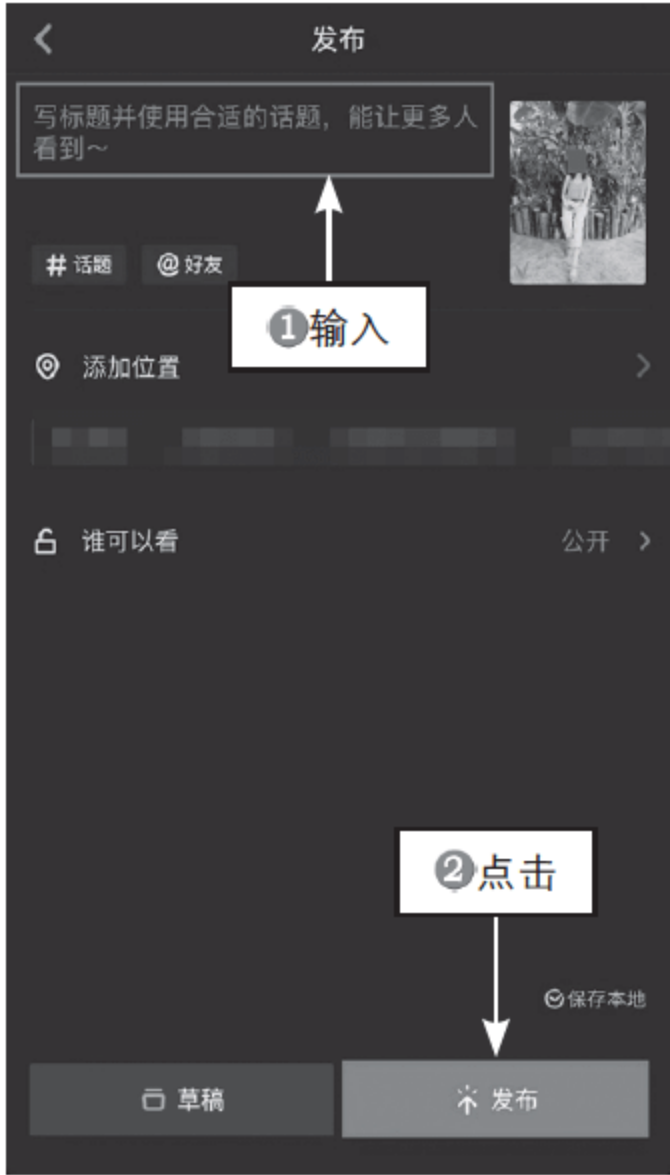 发布
写标题并使用合适的话题，能让更多人
看到～
# 话题 @好友
❶输入
添加位置
谁可以看 公开
❷点击
保存本地
草稿 发布